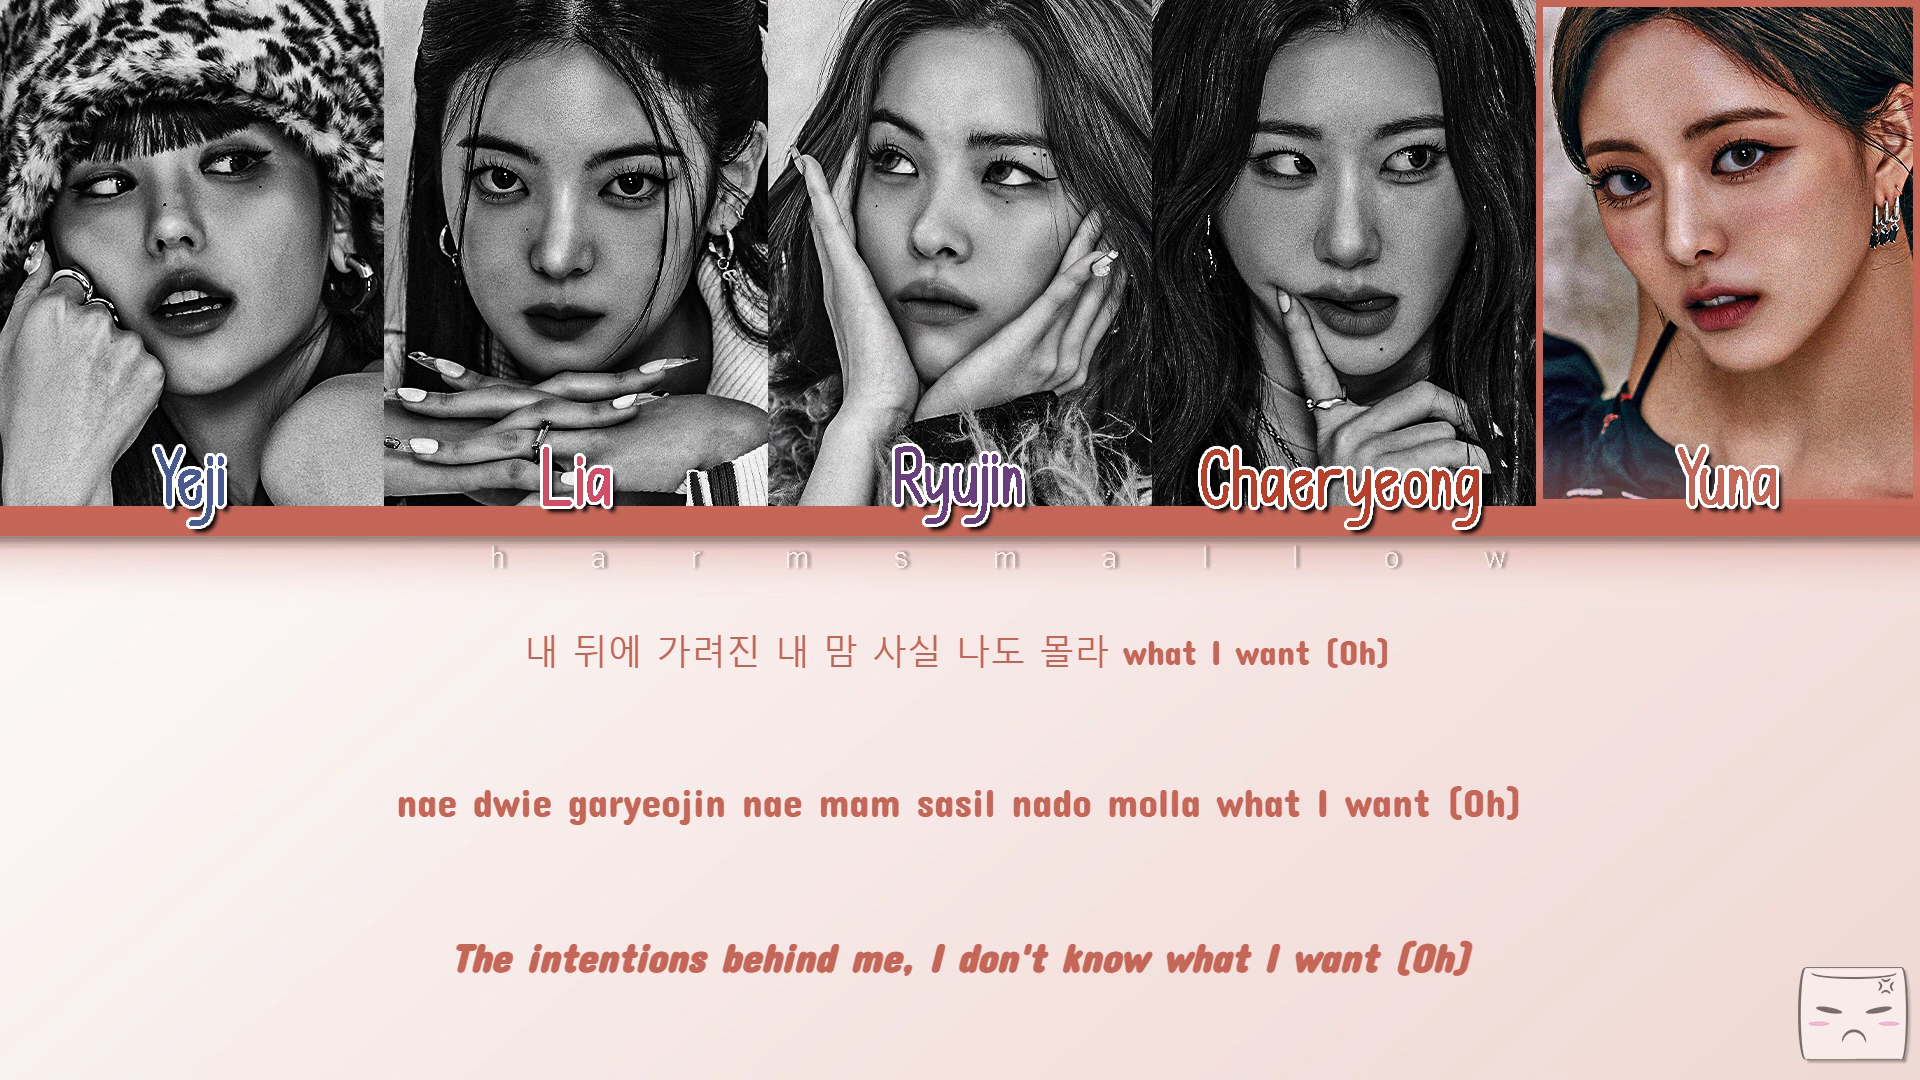 Yeji Lia Ryujin Chaeryeong Yuna
harmsmallow
내 뒤에 가려진 내 맘 사실 나도 몰라 what I want (Oh)
nae dwie garyeojin nae mam sasil nado molla what I want (Oh)
The intentions behind me, I don't know what I want (Oh)